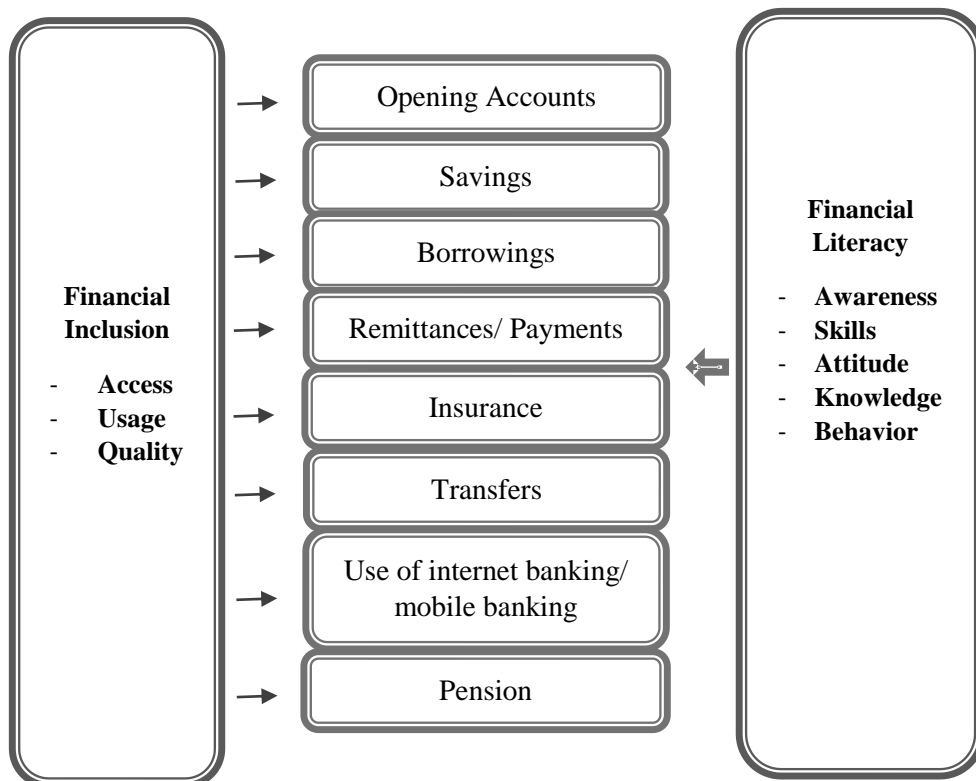 Financial
Inclusion
- Access
- Usage
- Quality
Opening Accounts
Savings
Borrowings
Remittances/ Payments
Insurance
Transfers
Use of internet banking/
mobile banking
Pension
Financial
Literacy
- Awareness
- Skills
- Attitude
- Knowledge
- Behavior